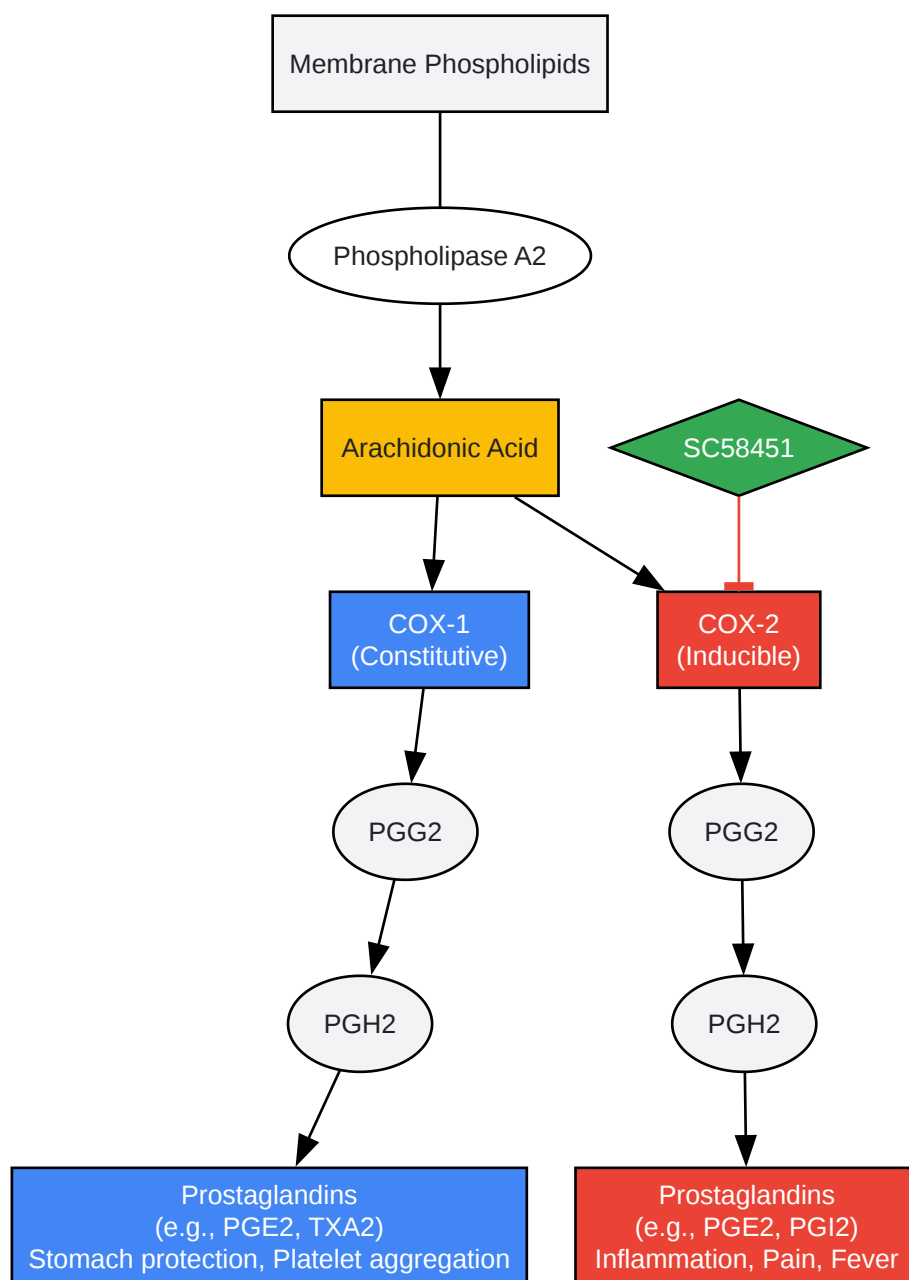 Membrane Phospholipids
Phospholipase A2
Arachidonic Acid
SC58451
COX-1
(Constitutive)
COX-2
(Inducible)
PGG2
PGG2
PGH2
PGH2
Prostaglandins
(e.g., PGE2, TXA2)
Stomach protection, Platelet aggregation
Prostaglandins
(e.g., PGE2, PGI2)
Inflammation, Pain, Fever